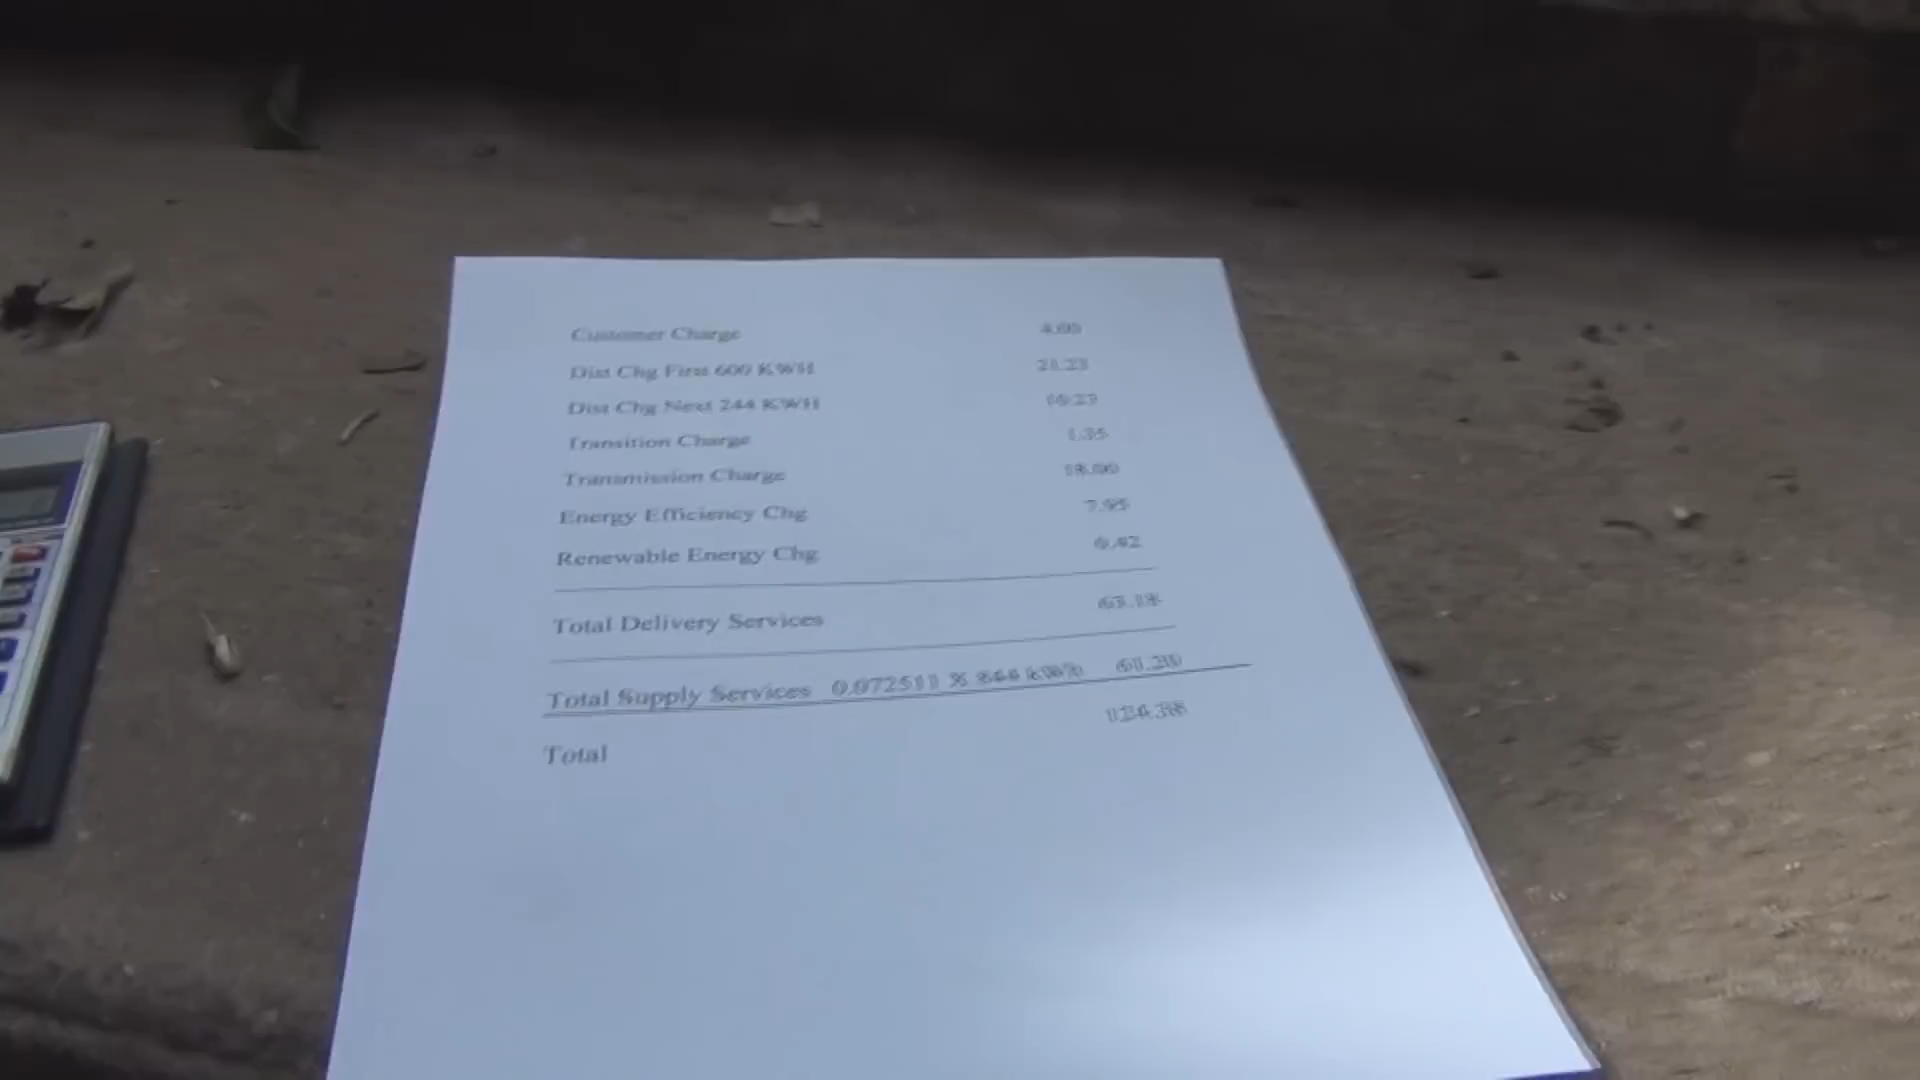 Customer Charge 4.00
Dist Chg First 600 KWH 21.23
Dist Chg Next 244 KWH 10.23
Transition Charge 1.35
Transmission Charge 18.00
Energy Efficiency Chg 7.95
Renewable Energy Chg 0.42
Total Delivery Services 63.18
Total Supply Services 0.072511 X 844 kWh 61.20
Total 124.38